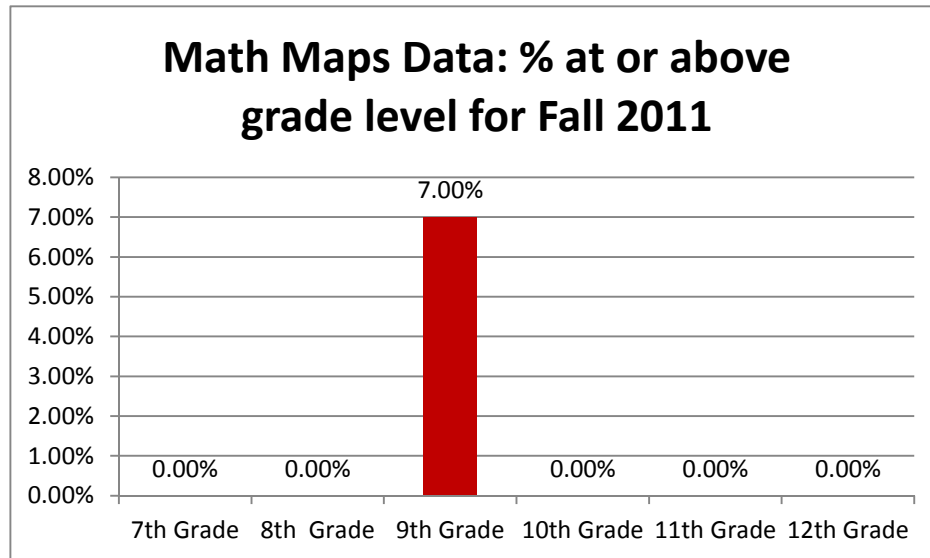 Math Maps Data: % at or above
grade level for Fall 2011
8.00%
7.00%
6.00%
5.00%
4.00%
3.00%
2.00%
1.00%
0.00%
0.00% 0.00% 7.00% 0.00% 0.00% 0.00%
7th Grade 8th Grade 9th Grade 10th Grade 11th Grade 12th Grade